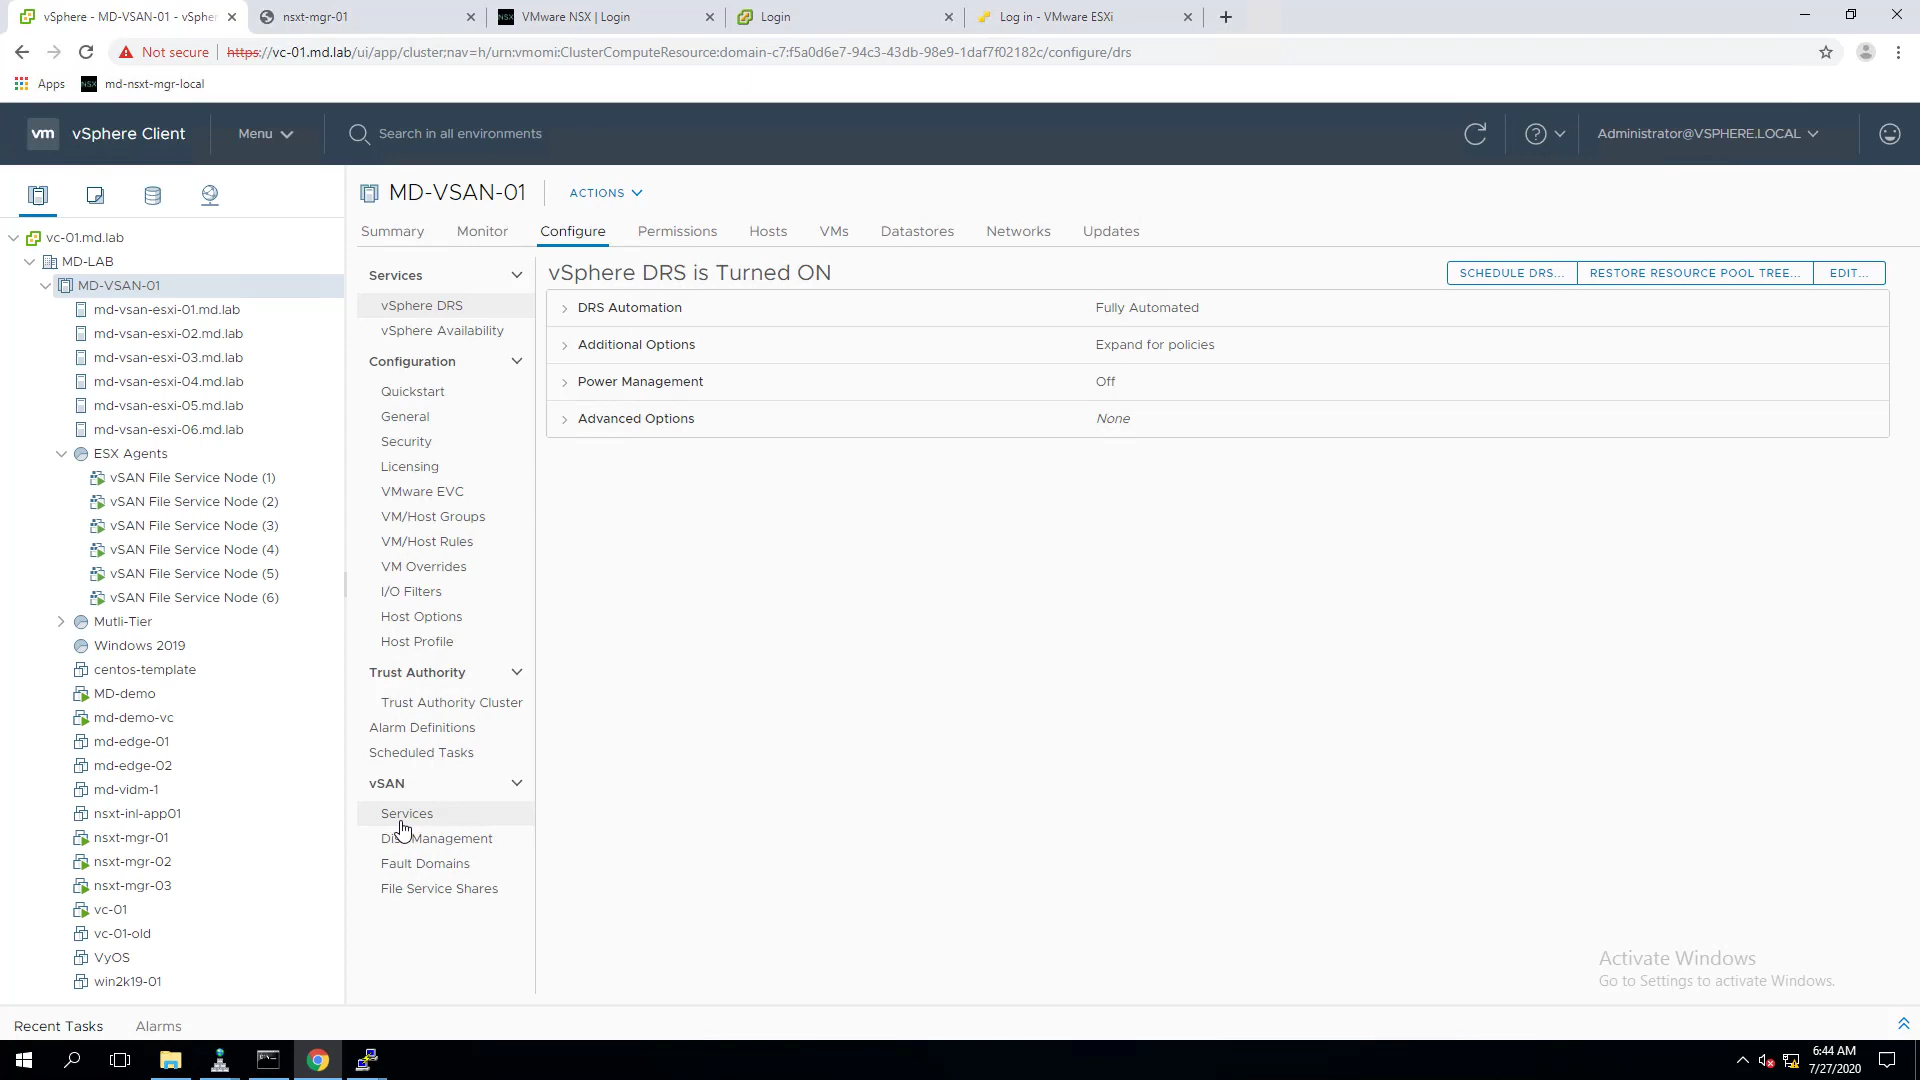 vSphere - MD-VSAN-01 - vSpher
nsxt-mgr-01
NSX
VMware NSX | Login
Login
Log in - VMware ESXi
Not secure
https://vc-01.md.lab/ui/app/cluster;nav=h/urn:vmomi:ClusterComputeResource:domain-c7:f5a0d6e7-94c3-43db-98e9-1daf7f02182c/configure/drs
Apps
NSX
md-nsxt-mgr-local
vm
vSphere Client
Menu
Search in all environments
Administrator@VSPHERE.LOCAL
vc-01.md.lab
MD-LAB
MD-VSAN-01
md-vsan-esxi-01.md.lab
md-vsan-esxi-02.md.lab
md-vsan-esxi-03.md.lab
md-vsan-esxi-04.md.lab
md-vsan-esxi-05.md.lab
md-vsan-esxi-06.md.lab
ESX Agents
vSAN File Service Node (1)
vSAN File Service Node (2)
vSAN File Service Node (3)
vSAN File Service Node (4)
vSAN File Service Node (5)
vSAN File Service Node (6)
Mutli-Tier
Windows 2019
centos-template
MD-demo
md-demo-vc
md-edge-01
md-edge-02
md-vidm-1
nsxt-inl-app01
nsxt-mgr-01
nsxt-mgr-02
nsxt-mgr-03
vc-01
vc-01-old
VyOS
win2k19-01
MD-VSAN-01
ACTIONS
Summary
Monitor
Configure
Permissions
Hosts
VMs
Datastores
Networks
Updates
Services
vSphere DRS
vSphere Availability
Configuration
Quickstart
General
Security
Licensing
VMware EVC
VM/Host Groups
VM/Host Rules
VM Overrides
I/O Filters
Host Options
Host Profile
Trust Authority
Trust Authority Cluster
Alarm Definitions
Scheduled Tasks
vSAN
Services
Disk Management
Fault Domains
File Service Shares
vSphere DRS is Turned ON
SCHEDULE DRS...
RESTORE RESOURCE POOL TREE...
EDIT...
DRS Automation
Fully Automated
Additional Options
Expand for policies
Power Management
Off
Advanced Options
None
Activate Windows
Go to Settings to activate Windows.
Recent Tasks
Alarms
6:44 AM
7/27/2020